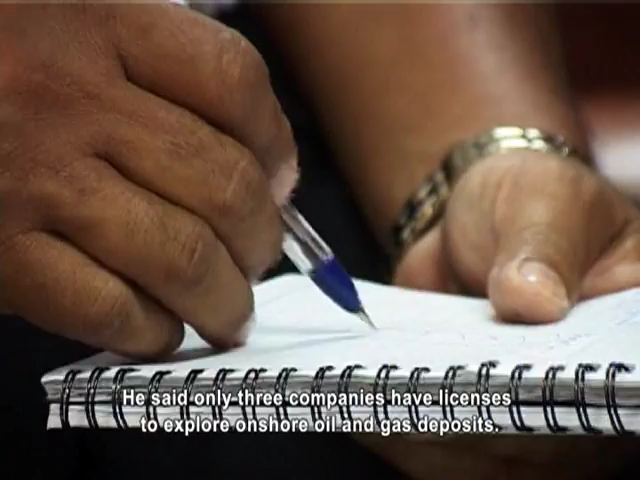 He said only three companies have licenses
to explore onshore oil and gas deposits.